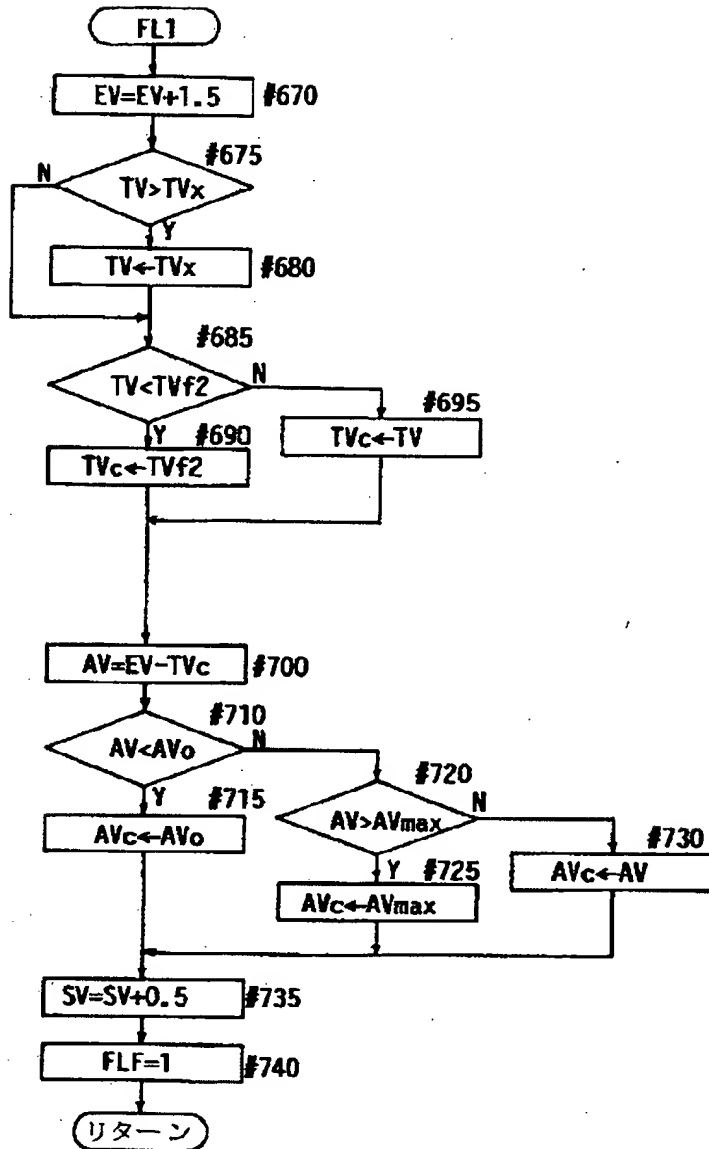 FL1
EV=EV+1.5 #670
#675
N
TV>TVx
Y
TV←TVx #680
#685
TV<TVf2 N
#695
Y #690
TVc←TV
TVc←TVf2
AV=EV-TVc #700
#710
AV<AVo N
#720
Y #715
AV>AVmax N
AVc←AVo
#730
Y #725
AVc←AV
AVc←AVmax
SV=SV+0.5 #735
FLF=1 #740
リターン